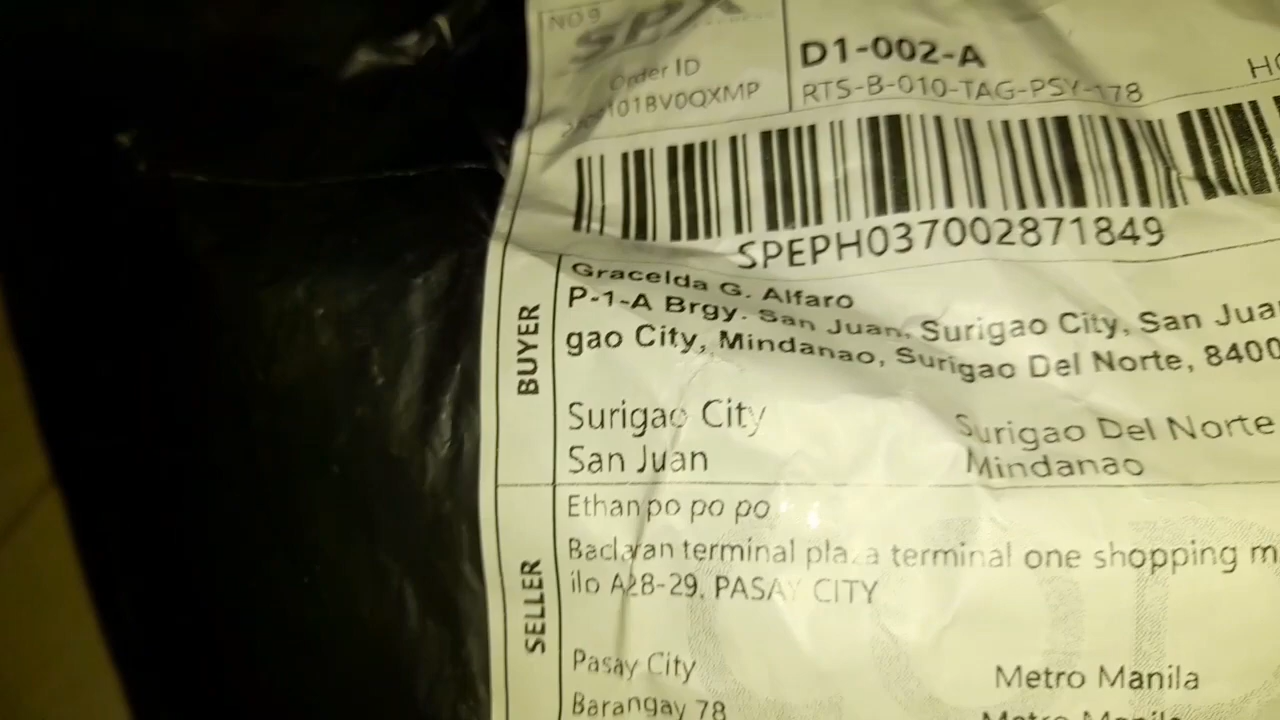 NO 9
SPX
Order ID
101BV0QXMP
D1-002-A
RTS-B-010-TAG-PSY-178
SPEPH037002871849
BUYER
Gracelda G. Alfaro
P-1-A Brgy. San Juan, Surigao City, San Jua
gao City, Mindanao, Surigao Del Norte, 8400
Surigao City Surigao Del Norte
San Juan Mindanao
SELLER
Ethan po po po
Baclaran terminal plaza terminal one shopping m
ilo A28-29, PASAY CITY
Pasay City Metro Manila
Barangay 78